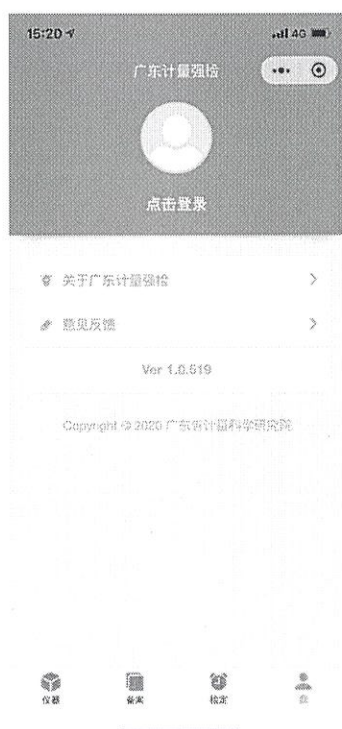 15:20
4G
广东计量强检
点击登录
关于广东计量强检
意见反馈
Ver 1.0.519
Copyright © 2020 广东省计量科学研究院
仪器
备案
检定
我